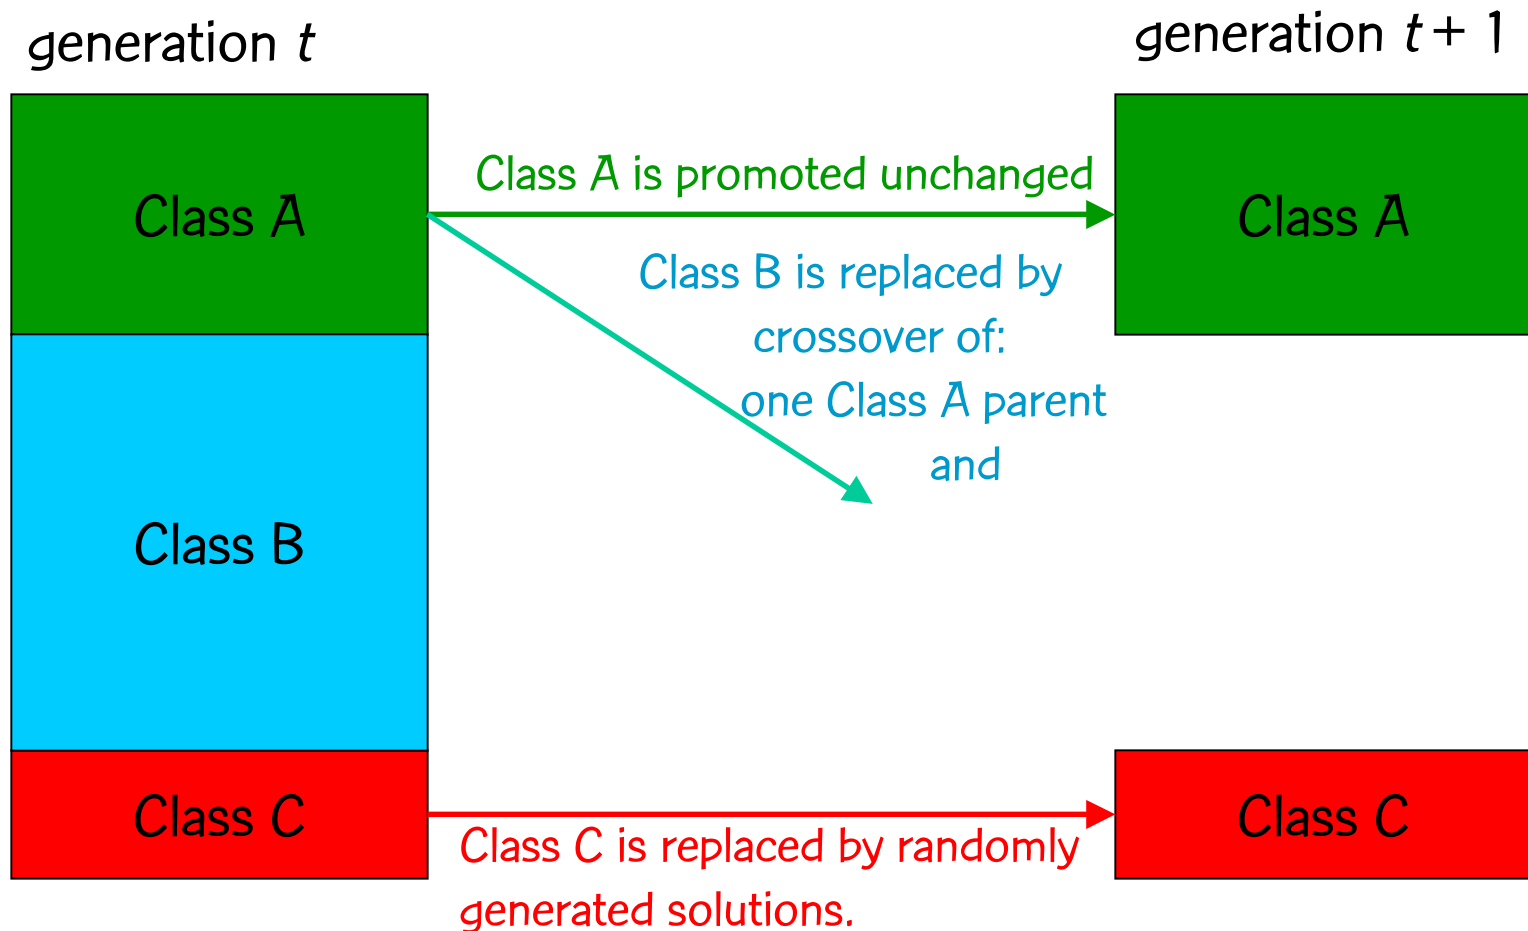 generation t
generation t + 1
Class A
Class A is promoted unchanged
Class A
Class B is replaced by
crossover of:
one Class A parent
and
Class B
Class C
Class C
Class C is replaced by randomly
generated solutions.